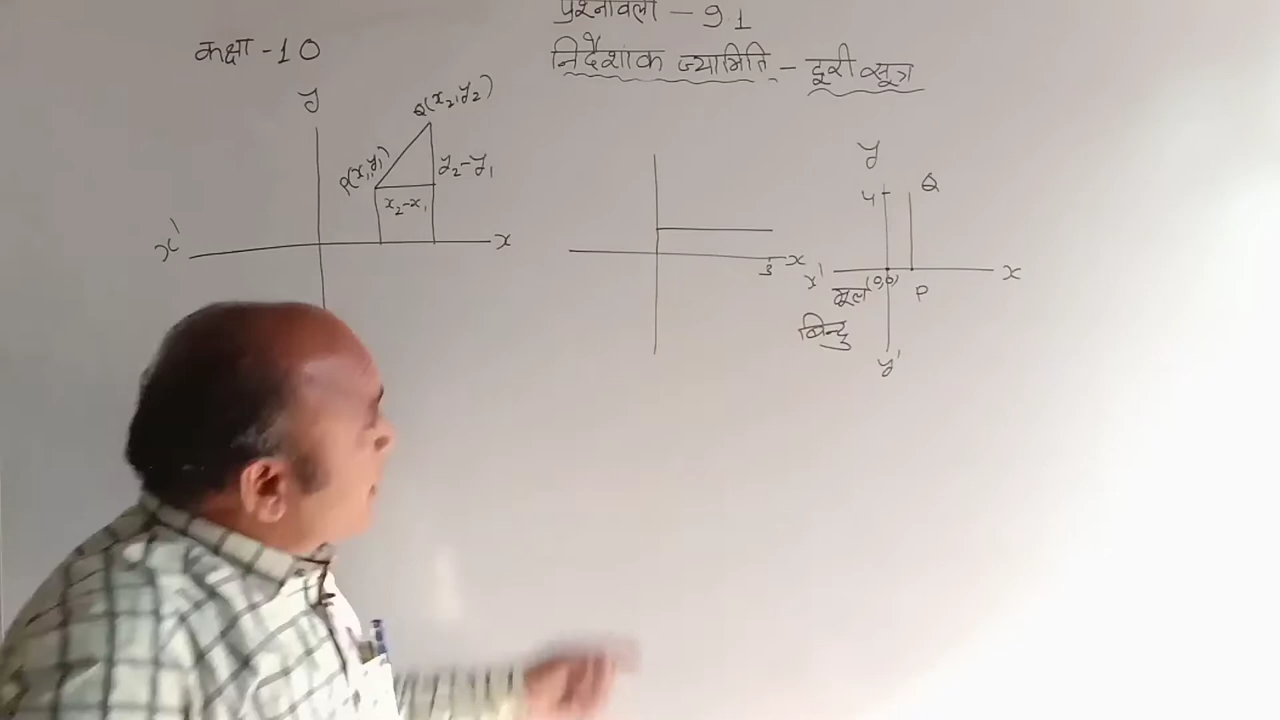 प्रश्नावली - 9.1
कक्षा - 10
निर्देशांक ज्यामिति - दूरी सूत्र
y
Q(x2, y2)
P(x1, y1)
y2-y1
x2-x1
x'
x
3
x
y
4
Q
x'
x
मूल (0,0)
P
बिन्दु
y'